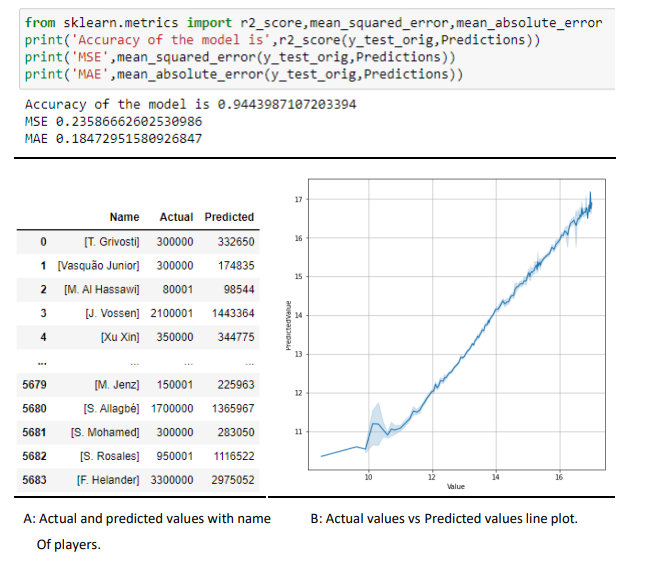 from sklearn.metrics import r2_score,mean_squared_error,mean_absolute_error
print('Accuracy of the model is',r2_score(y_test_orig,Predictions))
print('MSE',mean_squared_error(y_test_orig,Predictions))
print('MAE',mean_absolute_error(y_test_orig,Predictions))
Accuracy of the model is 0.9443987107203394
MSE 0.23586662602530986
MAE 0.18472951580926847
Name Actual Predicted
0 [T. Grivosti] 300000 332650
1 [Vasquão Junior] 300000 174835
2 [M. Al Hassawi] 80001 98544
3 [J. Vossen] 2100001 1443364
4 [Xu Xin] 350000 344775
... ... ... ...
5679 [M. Jenz] 150001 225963
5680 [S. Allagbé] 1700000 1365967
5681 [S. Mohamed] 300000 283050
5682 [S. Rosales] 950001 1116522
5683 [F. Helander] 3300000 2975052
17
16
15
14
13
12
11
PredictedValue
10 12 14 16
Value
A: Actual and predicted values with name
Of players.
B: Actual values vs Predicted values line plot.